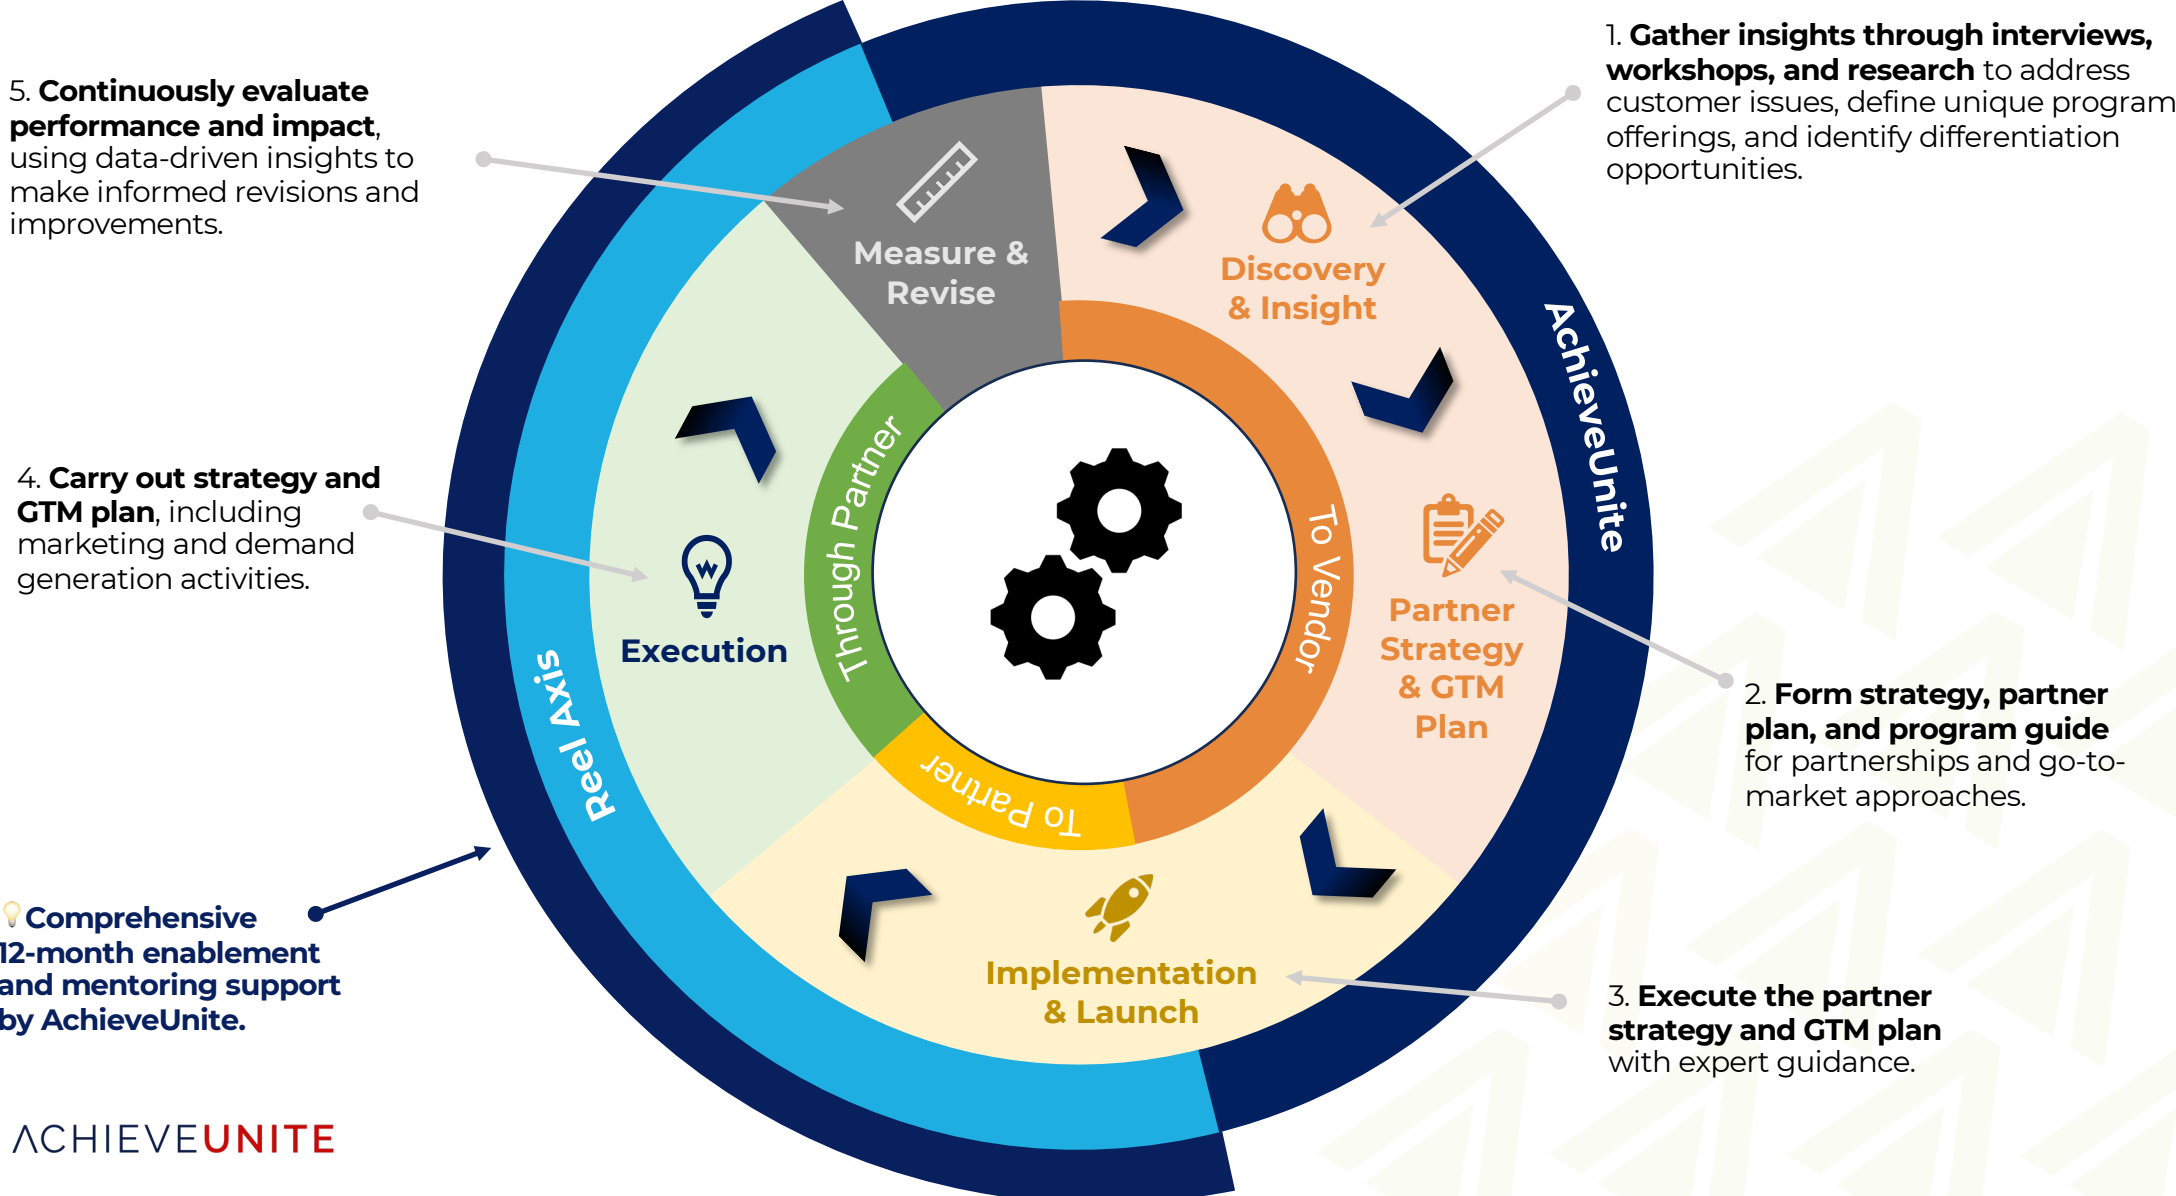 1. Gather insights through interviews,
workshops, and research to address
customer issues, define unique program
offerings, and identify differentiation
opportunities.
5. Continuously evaluate
performance and impact,
using data-driven insights to
make informed revisions and
improvements.
Measure &
Revise
Discovery
& Insight
AchieveUnite
4. Carry out strategy and
GTM plan, including
marketing and demand
generation activities.
Through Partner
To Vendor
Execution
Partner
Strategy
& GTM
Plan
Reel Axis
2. Form strategy, partner
plan, and program guide
for partnerships and go-to-
market approaches.
To Partner
Comprehensive
12-month enablement
and mentoring support
by AchieveUnite.
Implementation
& Launch
3. Execute the partner
strategy and GTM plan
with expert guidance.
ACHIEVEUNITE